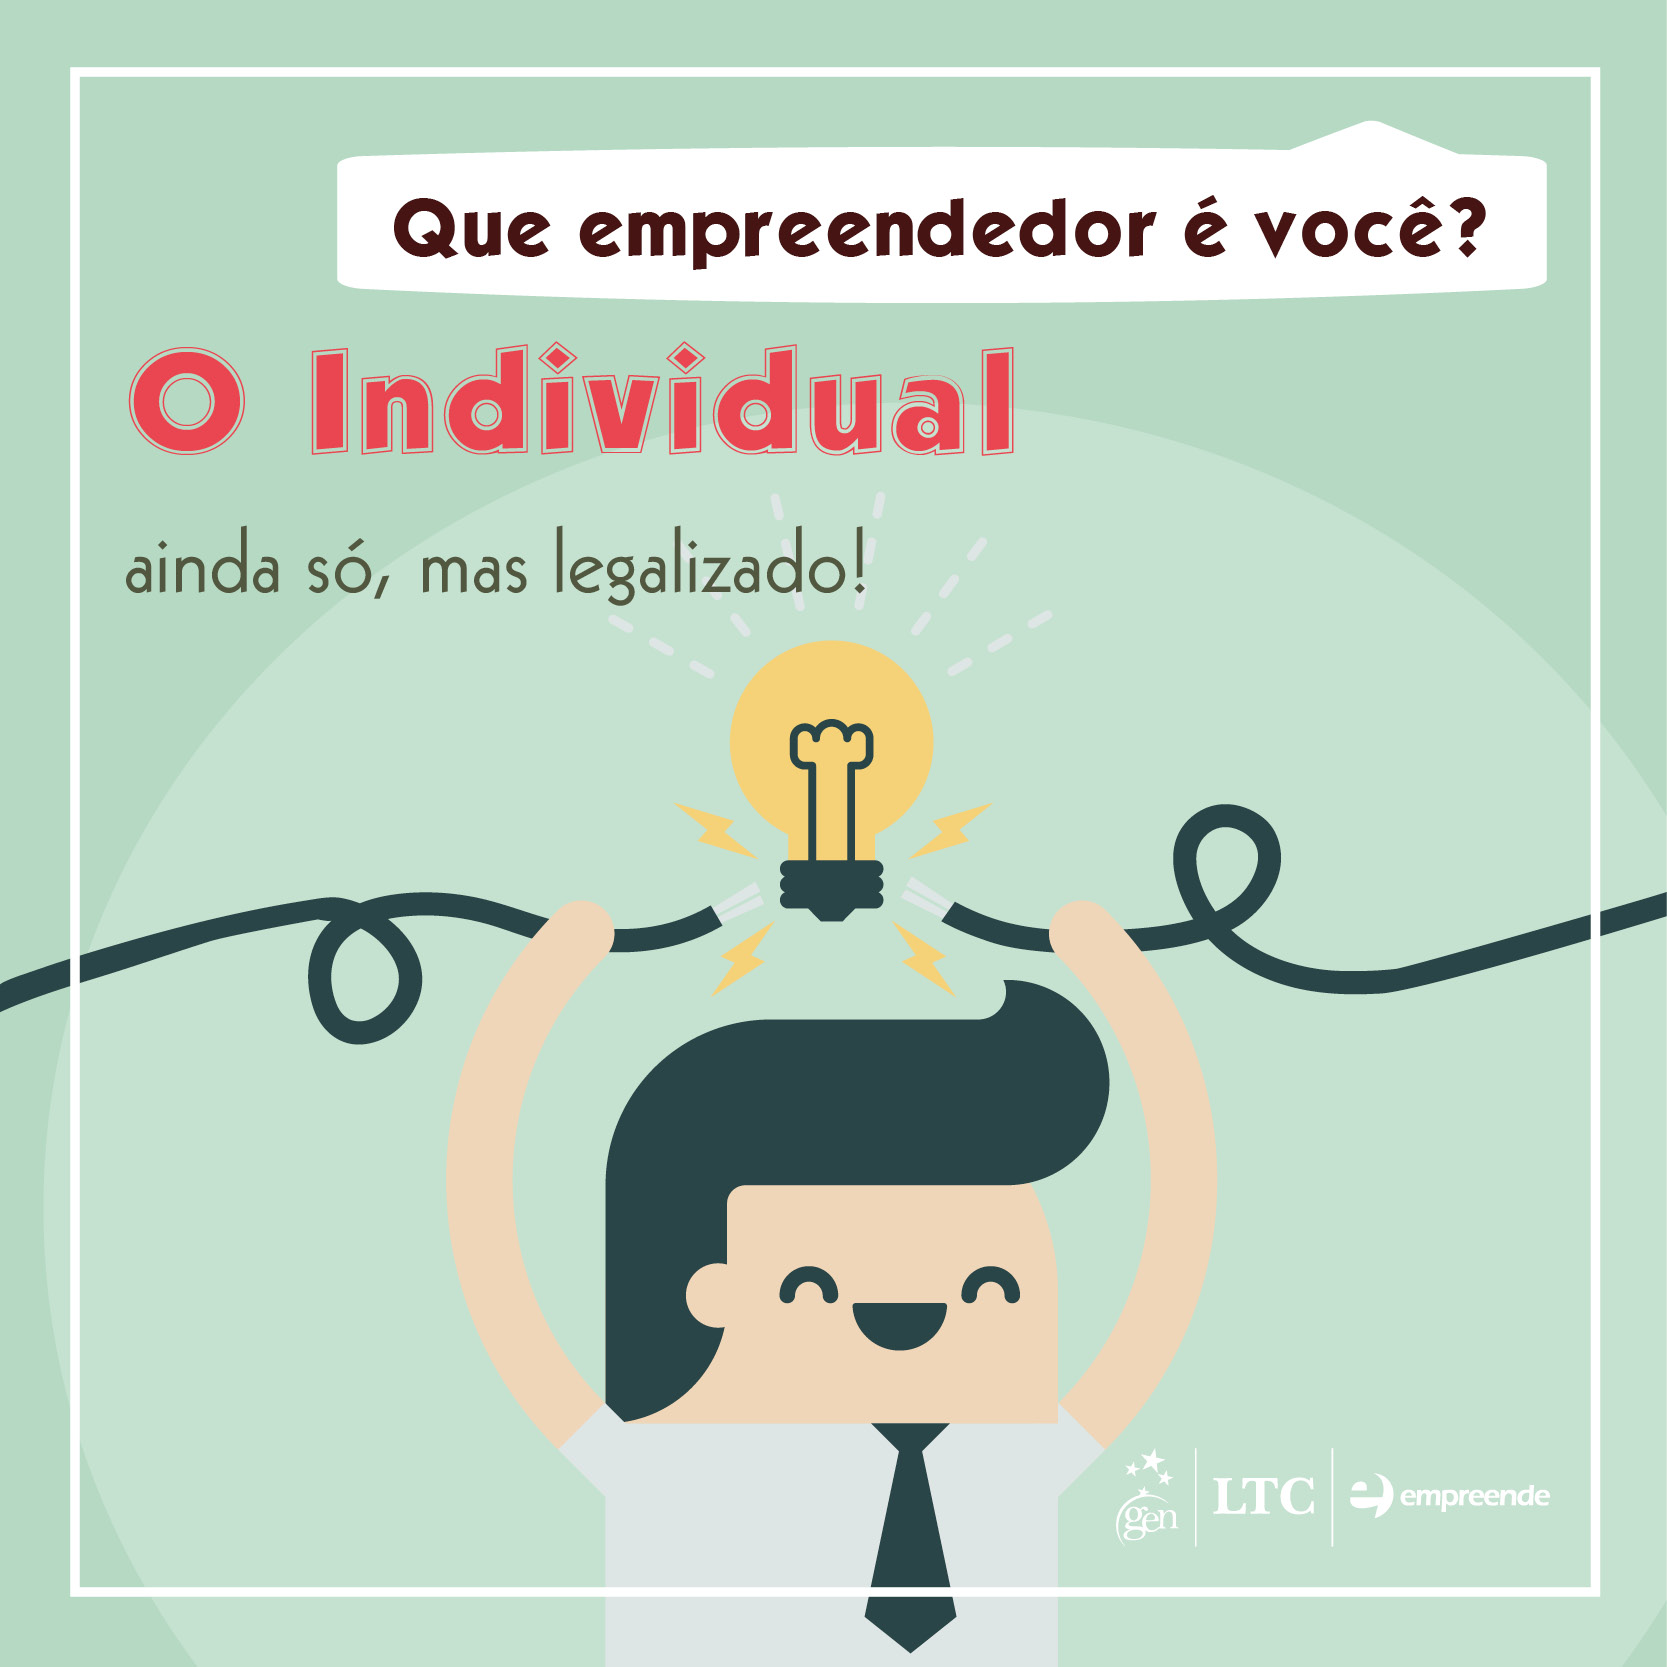 Que empreendedor é você?
O Individual
ainda só, mas legalizado!
gen
LTC
e empreende